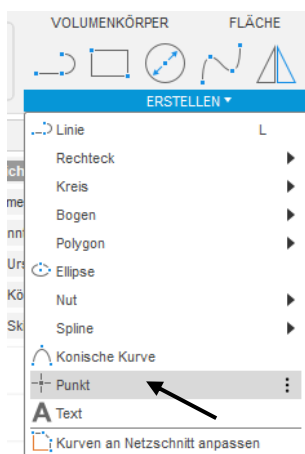 VOLUMENKÖRPER FLÄCHE
ERSTELLEN
Linie L
Rechteck
Kreis
Bogen
Polygon
Ellipse
Nut
Spline
Konische Kurve
Punkt
A Text
Kurven an Netzschnitt anpassen